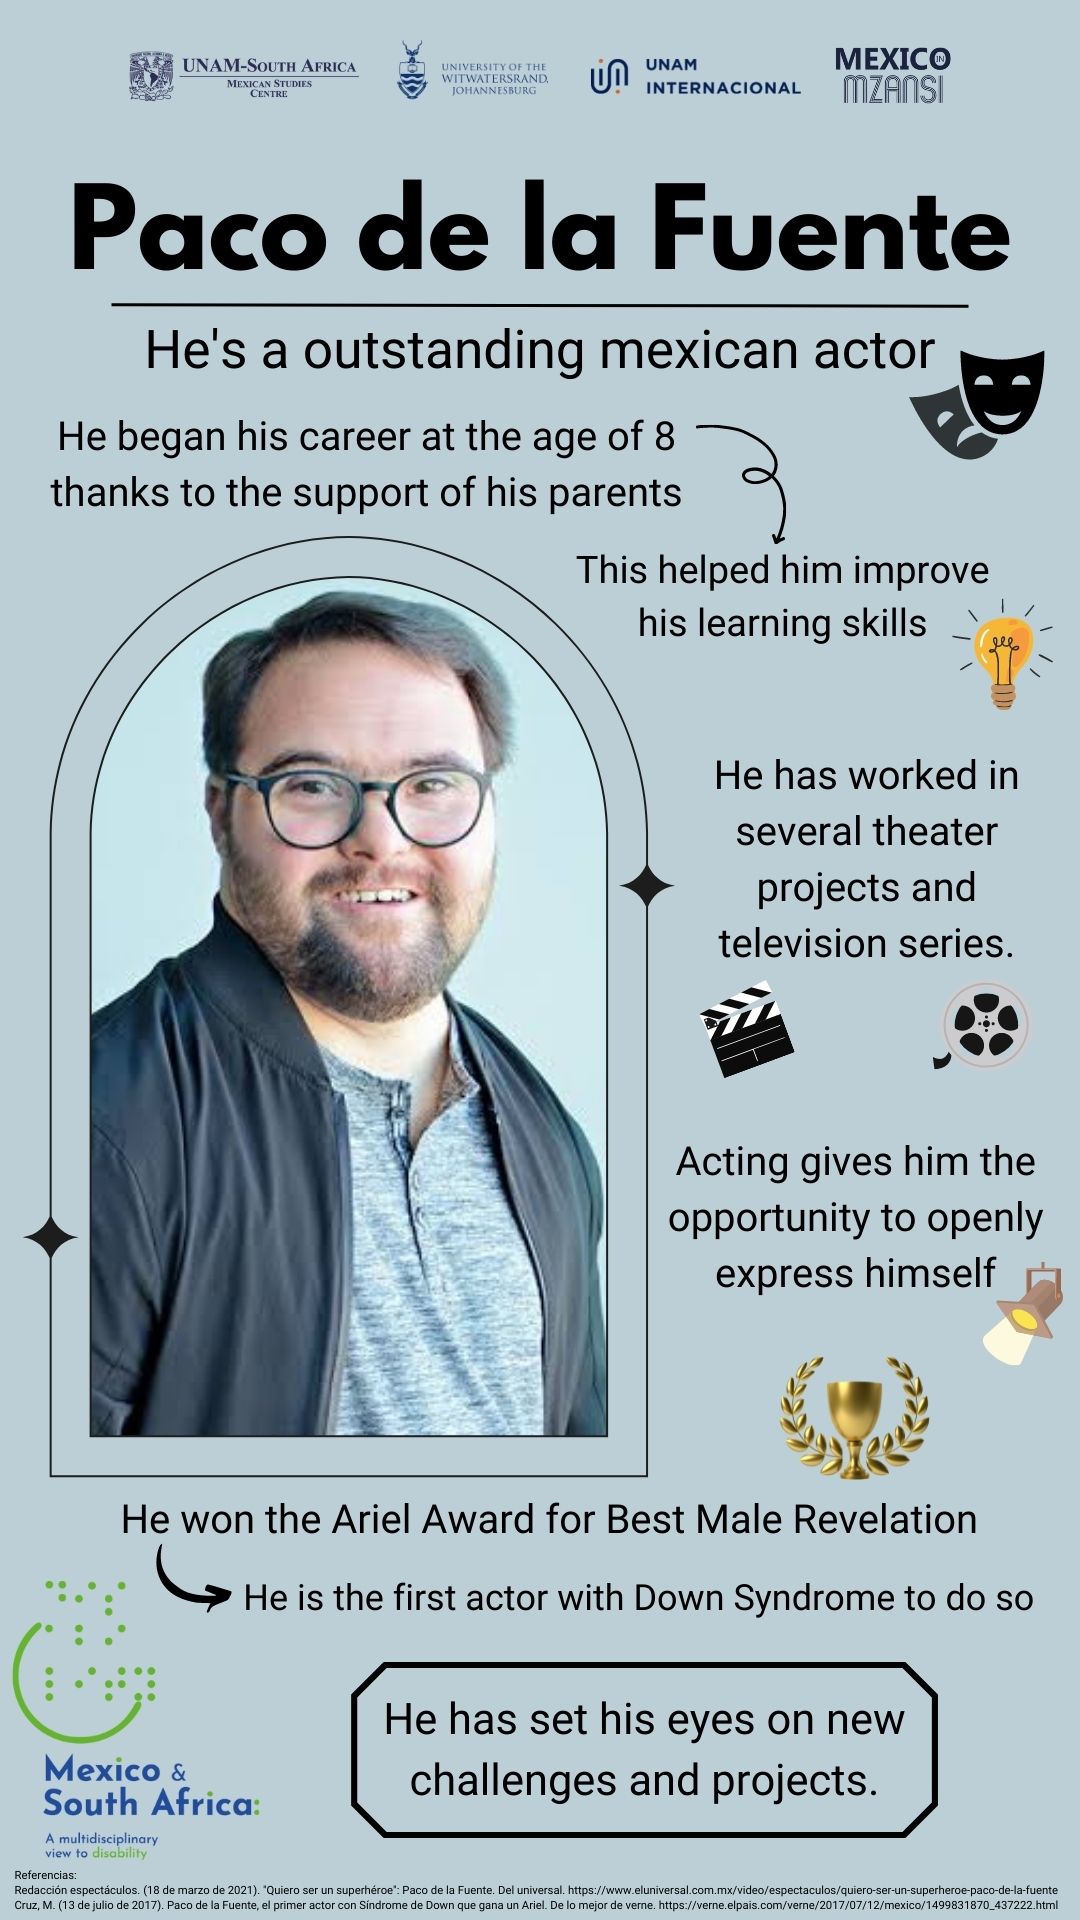 UNAM-South Africa
Mexican Studies
Centre
UNIVERSITY OF THE
WITWATERSRAND,
JOHANNESBURG
UNAM
INTERNACIONAL
MEXICO
IN
MZANSI
Paco de la Fuente
He's a outstanding mexican actor
He began his career at the age of 8
thanks to the support of his parents
This helped him improve
his learning skills
He has worked in
several theater
projects and
television series.
Acting gives him the
opportunity to openly
express himself
He won the Ariel Award for Best Male Revelation
He is the first actor with Down Syndrome to do so
He has set his eyes on new
challenges and projects.
Mexico &
South Africa:
A multidisciplinary
view to disability
Referencias:
Redacción espectáculos. (18 de marzo de 2021). "Quiero ser un superhéroe": Paco de la Fuente. Del universal. https://www.eluniversal.com.mx/video/espectaculos/quiero-ser-un-superheroe-paco-de-la-fuente
Cruz, M. (13 de julio de 2017). Paco de la Fuente, el primer actor con Síndrome de Down que gana un Ariel. De lo mejor de verne. https://verne.elpais.com/verne/2017/07/12/mexico/1499831870_437222.html